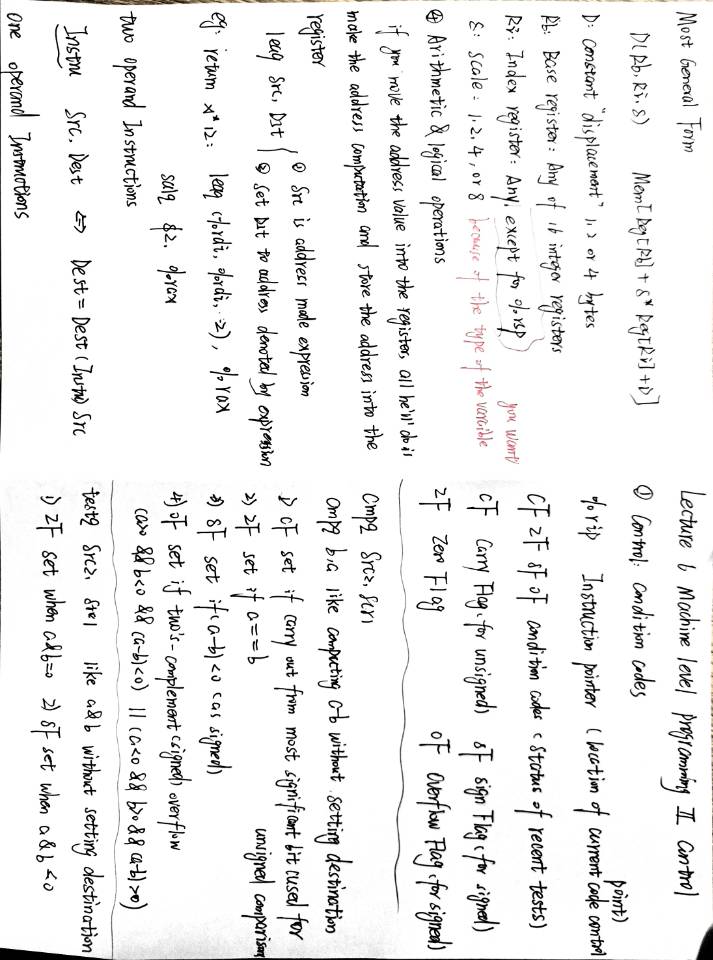 Most General Form
D(Rb, Ri, S) Mem[Reg[Rb] + S* Reg[Ri] + D]
D: Constant "displacement" 1, 2 or 4 bytes
Rb: Base register: Any of 16 integer registers
Ri: Index register: Any, except for %rsp
you want
S: Scale: 1, 2, 4, or 8 because of the type of the varcible
④ Arithmetic & logical operations
if you move the address value into the register, all he'll do is
make the address computation and store the address into the
register
leaq Src, Dst
① Src is address mode expression
② Set Dst to address denoted by expression
eg: return x*12: leaq (%rdi, %rdi, 2), %rax
salq $2, %rax
two operand Instructions
Instru Src, Dest ⇔ Dest = Dest (Instru) Src
one operand Instructions
Lecture 6 Machine level programming II Control
① Control: Condition codes
point)
%rip Instruction pointer (location of current code control
CF ZF SF OF condition codes (Status of recent tests)
CF Carry Flag (for unsigned) SF Sign Flag (for signed)
ZF Zero Flag OF Overflow Flag (for signed)
Cmpq Src2, Scr1
Cmpq b,a like computing a-b without setting destination
1) CF set if carry out from most significant bit (used for
unsigned comparison
2) ZF set if a==b
3) SF set if (a-b)<0 (as signed)
4) OF set if two's-complement (signed) overflow
(a>0 && b<0 && (a-b)<0) || (a<0 && b>0 && (a-b)>0)
testq Src2, Src1 like a&b without setting destination
1) ZF set when a&b=0 2) SF set when a&b<0